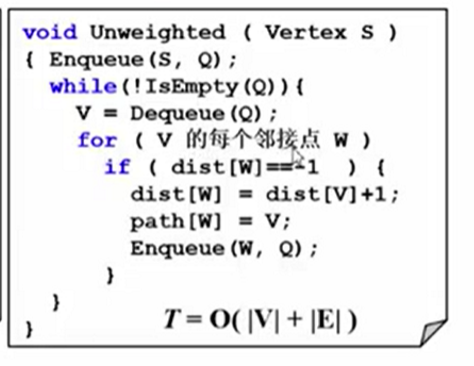 void Unweighted ( Vertex S )
{ Enqueue(S, Q);
while(!IsEmpty(Q)){
V = Dequeue(Q);
for ( V 的每个邻接点 W )
if ( dist[W]==-1 ) {
dist[W] = dist[V]+1;
path[W] = V;
Enqueue(W, Q);
}
}
} T = O( |V| + |E| )